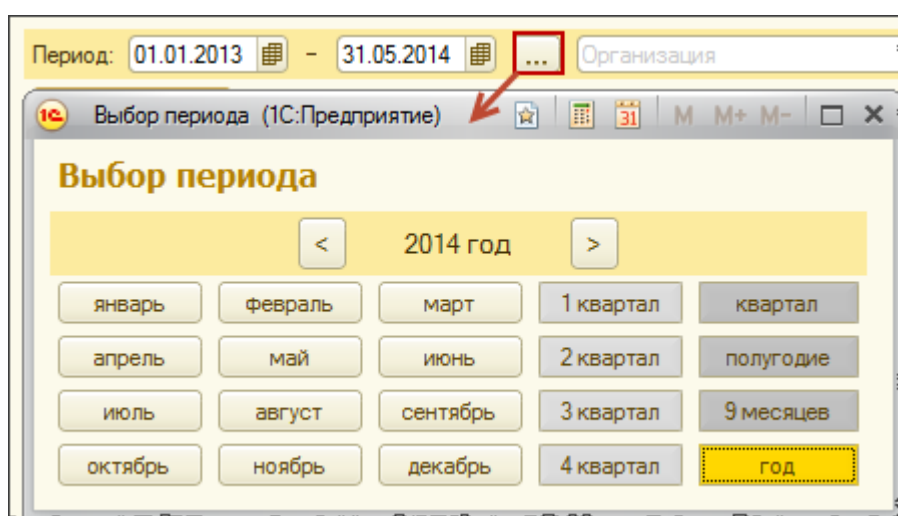 Период: 01.01.2013 – 31.05.2014 ... Организация
1С Выбор периода (1С:Предприятие) 31 M M+ M-
Выбор периода
< 2014 год >
январь февраль март 1 квартал квартал
апрель май июнь 2 квартал полугодие
июль август сентябрь 3 квартал 9 месяцев
октябрь ноябрь декабрь 4 квартал год